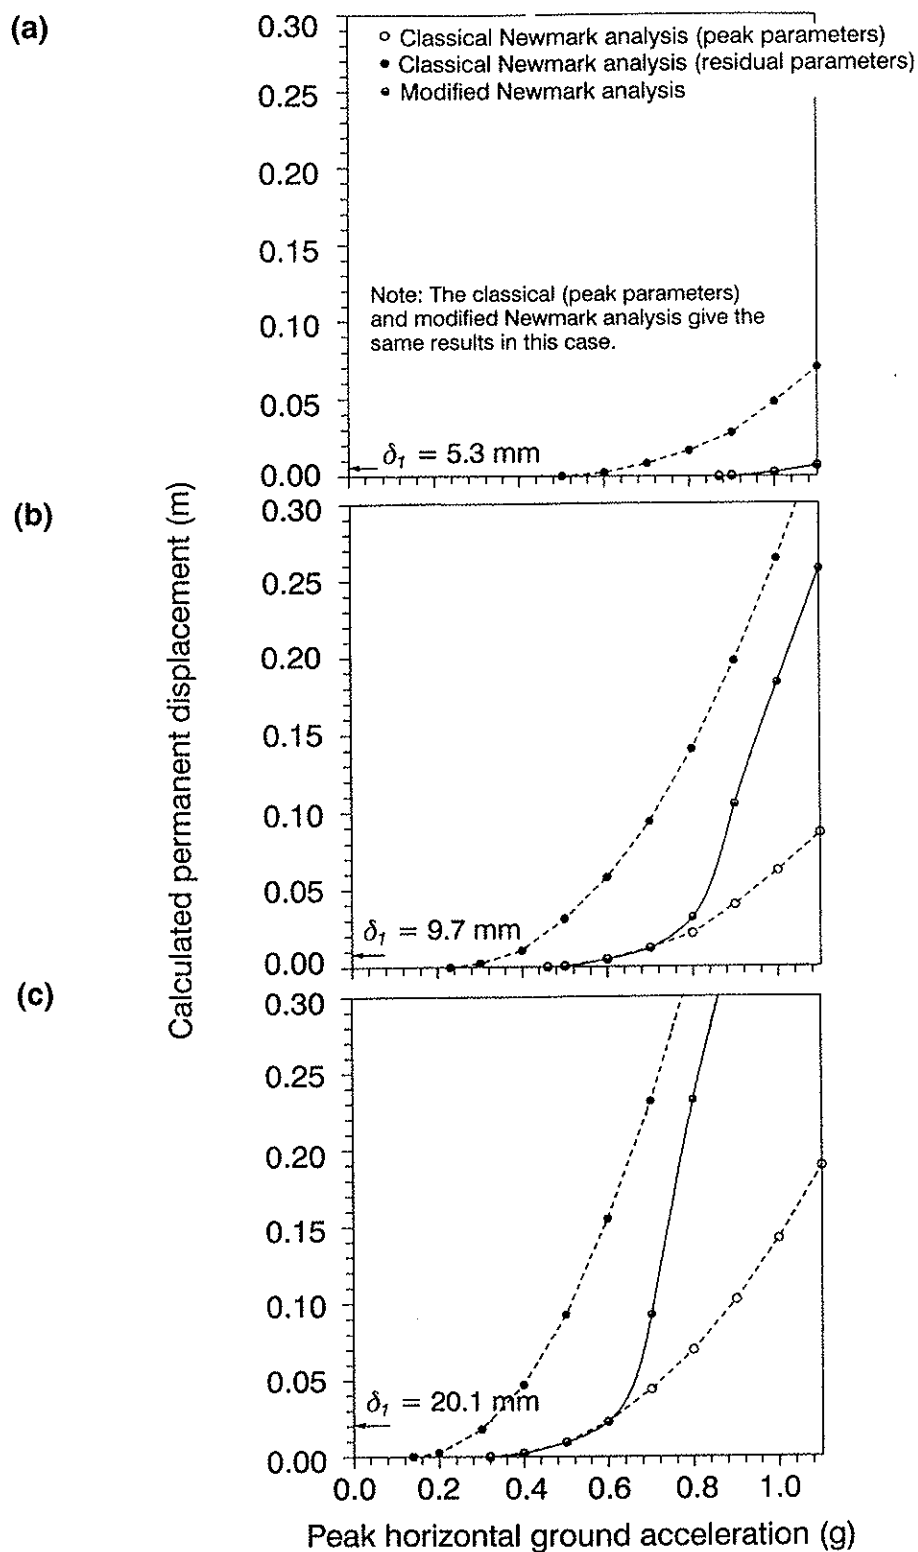 (a)
0.30
0.25
0.20
0.15
0.10
0.05
0.00
○ Classical Newmark analysis (peak parameters)
● Classical Newmark analysis (residual parameters)
Modified Newmark analysis
Note: The classical (peak parameters)
and modified Newmark analysis give the
same results in this case.
δ₁ = 5.3 mm
Calculated permanent displacement (m)
(b)
0.30
0.25
0.20
0.15
0.10
0.05
0.00
δ₁ = 9.7 mm
(c)
0.30
0.25
0.20
0.15
0.10
0.05
0.00
δ₁ = 20.1 mm
0.0 0.2 0.4 0.6 0.8 1.0
Peak horizontal ground acceleration (g)